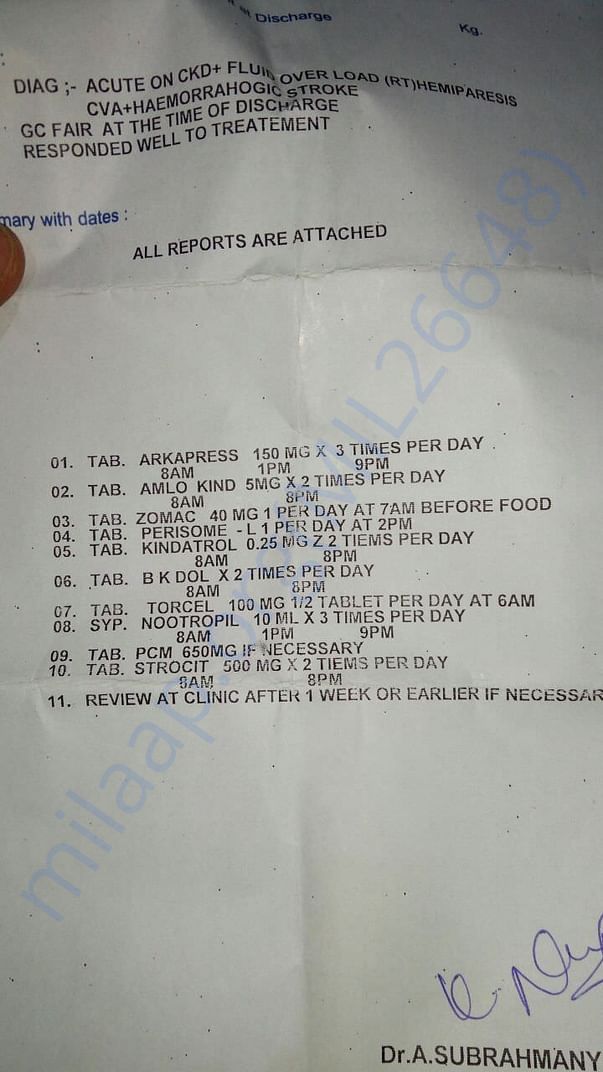 Discharge
Kg.
DIAG ;- ACUTE ON CKD+ FLUID OVER LOAD (RT)HEMIPARESIS
CVA+HAEMORRAHOGIC STROKE
GC FAIR AT THE TIME OF DISCHARGE
RESPONDED WELL TO TREATEMENT
mary with dates :
ALL REPORTS ARE ATTACHED
01. TAB. ARKAPRESS 150 MG X 3 TIMES PER DAY
8AM 1PM 9PM
02. TAB. AMLO KIND 5MG X 2 TIMES PER DAY
8AM 8PM
03. TAB. ZOMAC 40 MG 1 PER DAY AT 7AM BEFORE FOOD
04. TAB. PERISOME - L 1 PER DAY AT 2PM
05. TAB. KINDATROL 0.25 MG Z 2 TIEMS PER DAY
8AM 8PM
06. TAB. B K DOL X 2 TIMES PER DAY
8AM 8PM
07. TAB. TORCEL 100 MG 1/2 TABLET PER DAY AT 6AM
08. SYP. NOOTROPIL 10 ML X 3 TIMES PER DAY
8AM 1PM 9PM
09. TAB. PCM 650MG IF NECESSARY
10. TAB. STROCIT 500 MG X 2 TIEMS PER DAY
8AM 8PM
11. REVIEW AT CLINIC AFTER 1 WEEK OR EARLIER IF NECESSAR
Dr.A.SUBRAHMANY
milaap.org(MIL26648)